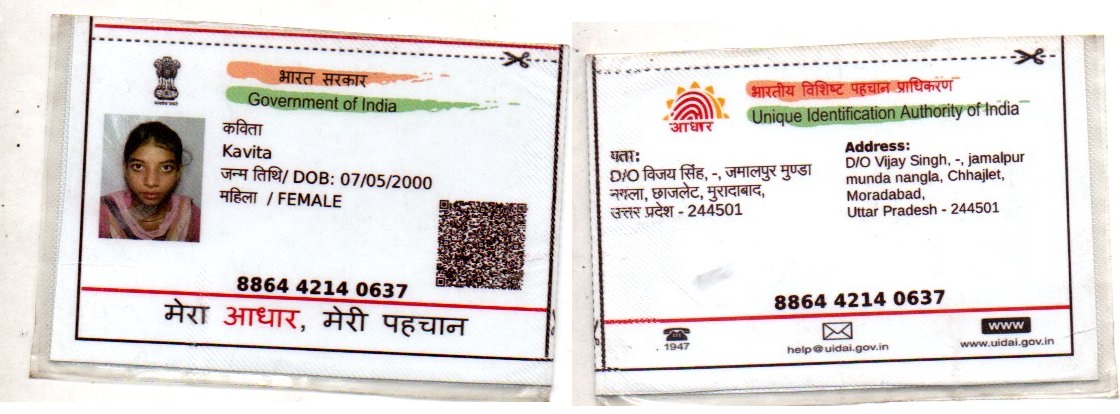 भारत सरकार
Government of India
कविता
Kavita
जन्म तिथि/ DOB: 07/05/2000
महिला / FEMALE
8864 4214 0637
मेरा आधार, मेरी पहचान
भारतीय विशिष्ट पहचान प्राधिकरण
Unique Identification Authority of India
आधार
पता:
D/O विजय सिंह, -, जमालपुर मुण्डा
नगला, छाजलेट, मुरादाबाद,
उत्तर प्रदेश - 244501
Address:
D/O Vijay Singh, -, jamalpur
munda nangla, Chhajlet,
Moradabad,
Uttar Pradesh - 244501
8864 4214 0637
1947
help@uidai.gov.in
www
www.uidai.gov.in